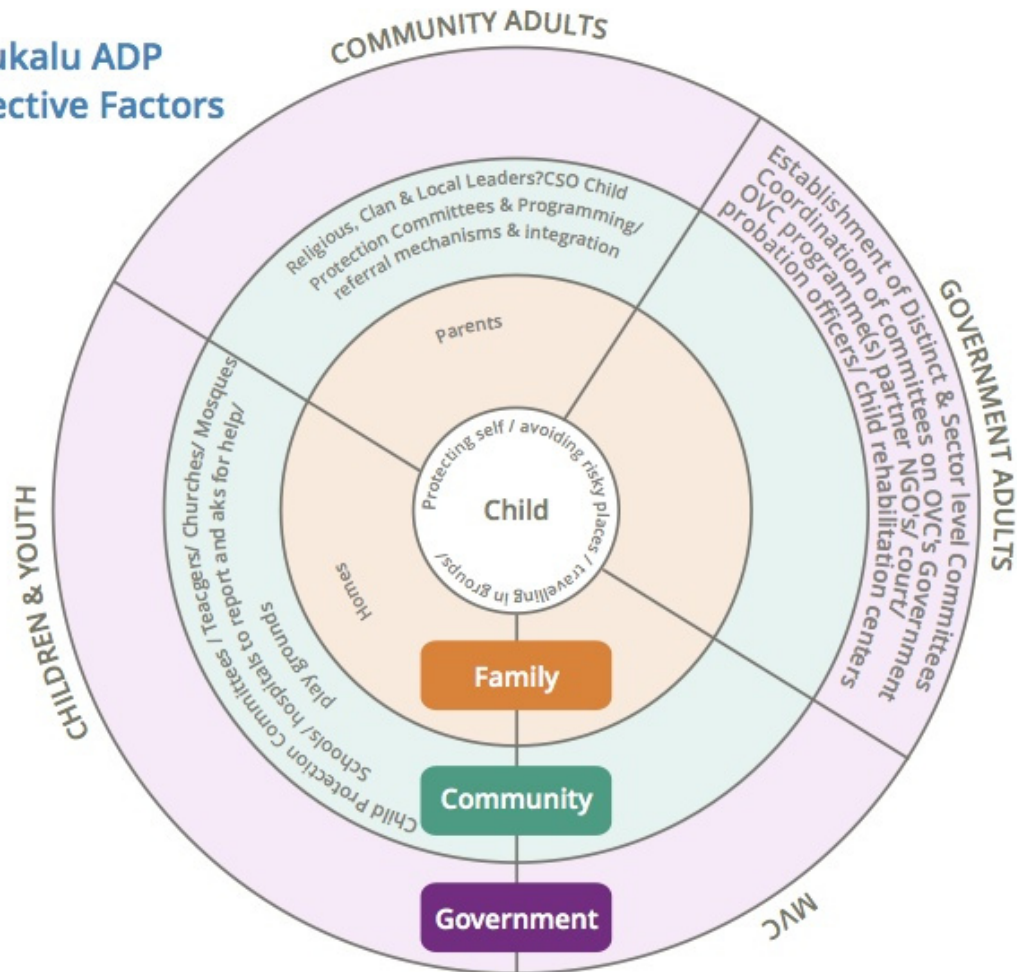 ukalu ADP
ective Factors
COMMUNITY ADULTS
GOVERNMENT ADULTS
MVC
CHILDREN & YOUTH
Religious, Clan & Local Leaders?CSO Child
Protection Committees & Programming/
referral mechanisms & integration
Establishment of Distinct & Sector level Committees
Coordination of committees on OVC's Governees
OVC programme(s) partner NGO's/ Government
probation officers/ child rehabilitation centers
court/
Parents
Homes
Child Protection Committees / Teacgers/ Churches/ Mosques
Schools/ hospitals to report and aks for help/
play grounds
Protecting self / avoiding risky places / travelling in groups/
Child
Family
Community
Government